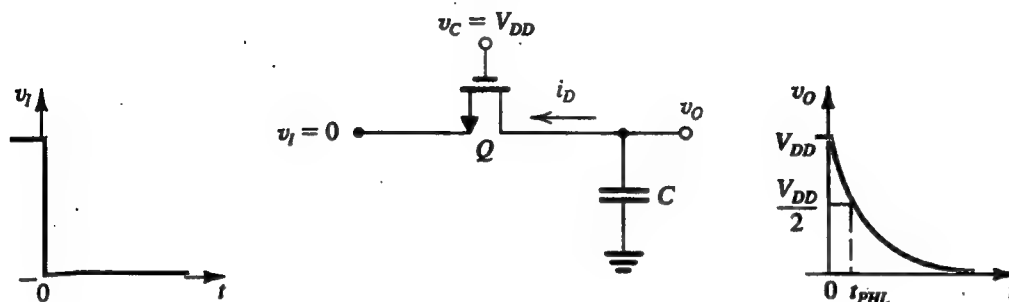 v_I
0
t
v_C = V_DD
v_I = 0
Q
i_D
v_O
C
v_O
V_DD
V_DD
2
0
t_PHL